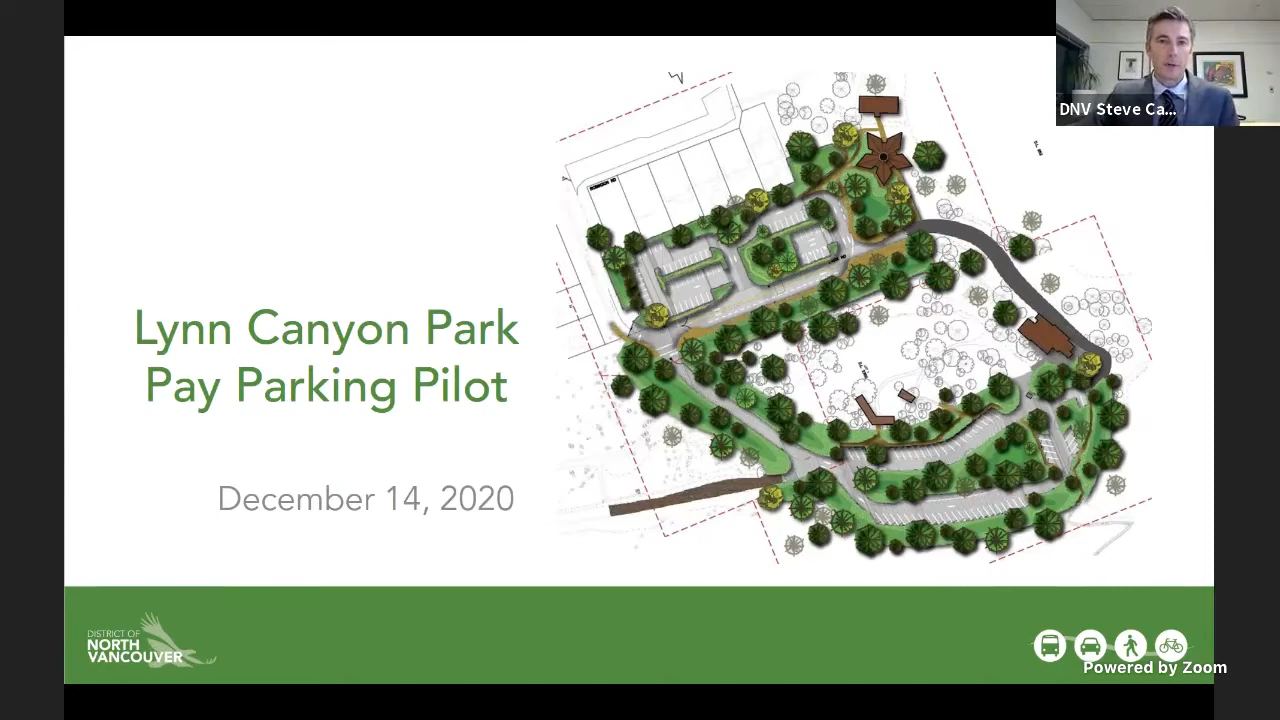 DNV Steve Ca...
Lynn Canyon Park
Pay Parking Pilot
December 14, 2020
DISTRICT OF
NORTH
VANCOUVER
Powered by Zoom